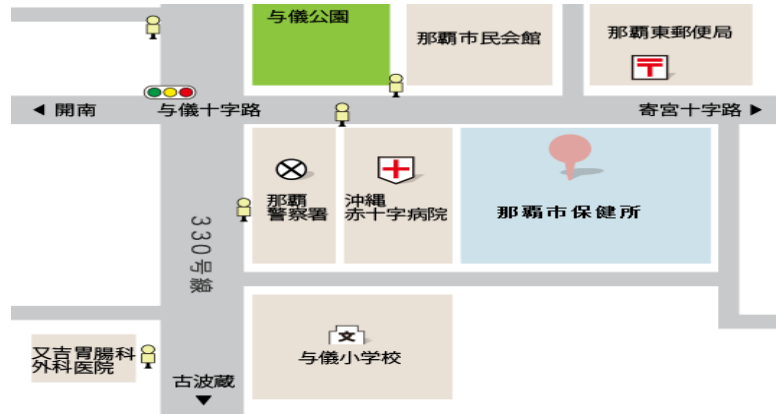 与儀公園
那覇市民会館
那覇東郵便局
〒
◀ 開南
与儀十字路
寄宮十字路 ▶
那覇
警察署
沖縄
赤十字病院
那覇市保健所
330号線
文
与儀小学校
又吉胃腸科
外科医院
古波蔵
▼